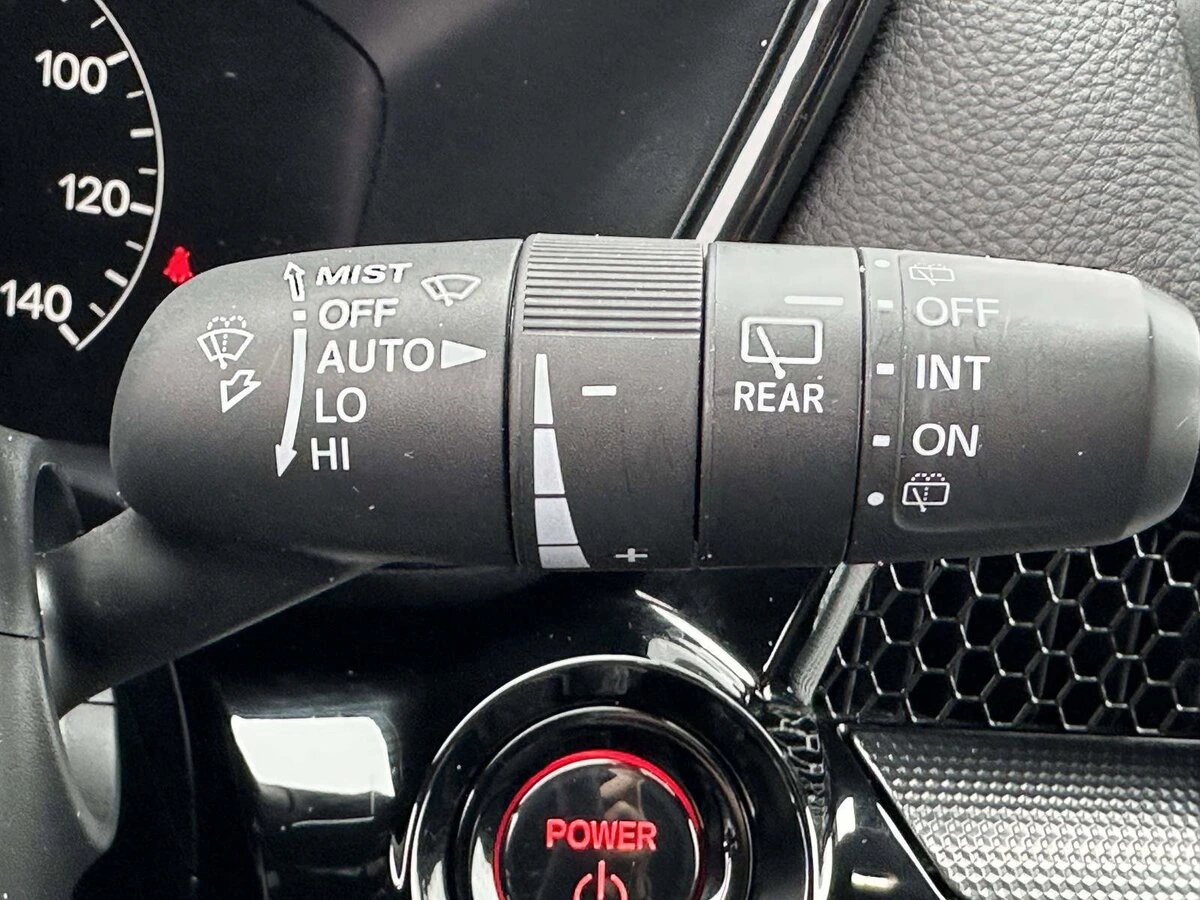 100
120
140
MIST
OFF
AUTO
LO
HI
−
+
REAR
OFF
INT
ON
POWER